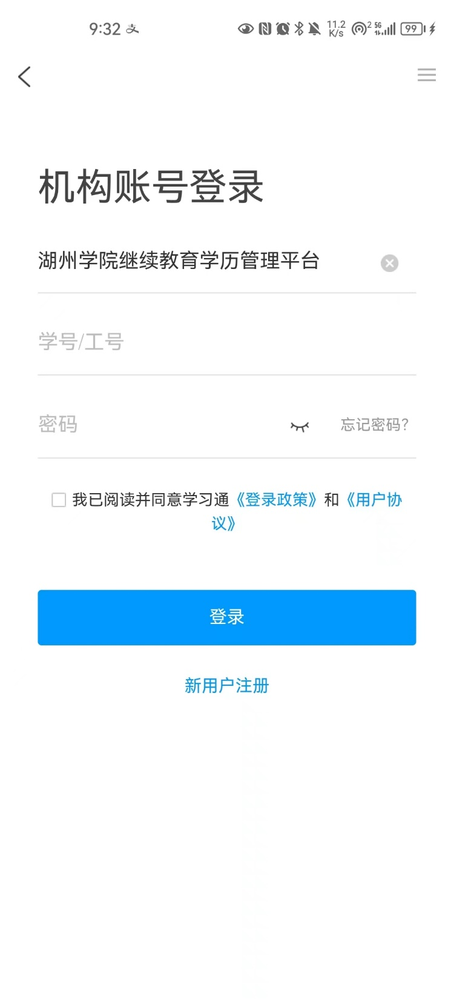 9:32 支
11.2
K/s
2
5G
99
机构账号登录
湖州学院继续教育学历管理平台
学号/工号
密码
忘记密码?
我已阅读并同意学习通《登录政策》和《用户协
议》
登录
新用户注册